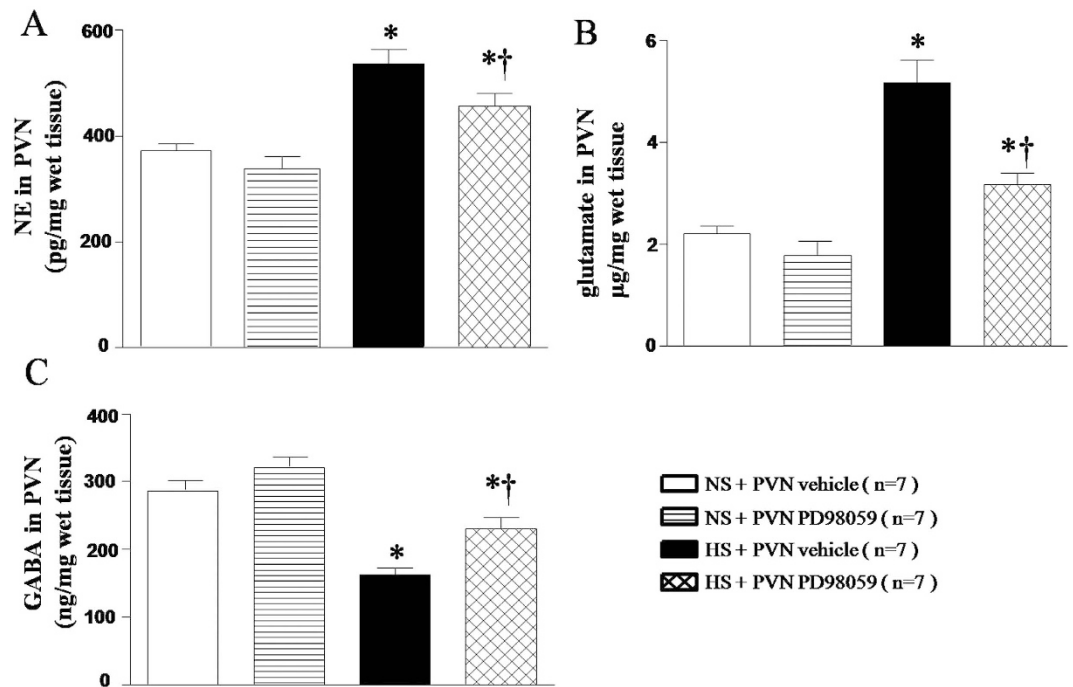 A
NE in PVN
(pg/mg wet tissue)
600
400
200
0
*
*†
B
glutamate in PVN
µg/mg wet tissue
6
4
2
0
*
*†
C
GABA in PVN
(ng/mg wet tissue)
400
300
200
100
0
*
*†
NS + PVN vehicle ( n=7 )
NS + PVN PD98059 ( n=7 )
HS + PVN vehicle ( n=7 )
HS + PVN PD98059 ( n=7 )